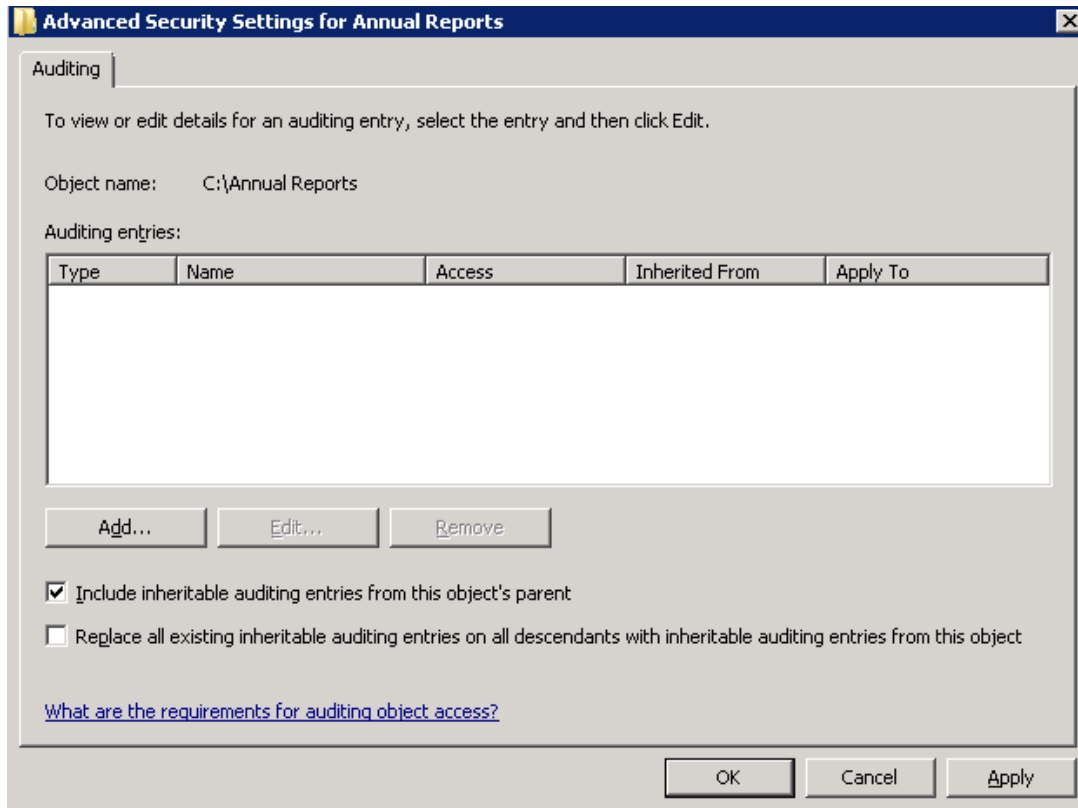 Advanced Security Settings for Annual Reports
Auditing
To view or edit details for an auditing entry, select the entry and then click Edit.
Object name: C:\Annual Reports
Auditing entries:
Type Name Access Inherited From Apply To
Add... Edit... Remove
Include inheritable auditing entries from this object's parent
Replace all existing inheritable auditing entries on all descendants with inheritable auditing entries from this object
What are the requirements for auditing object access?
OK Cancel Apply